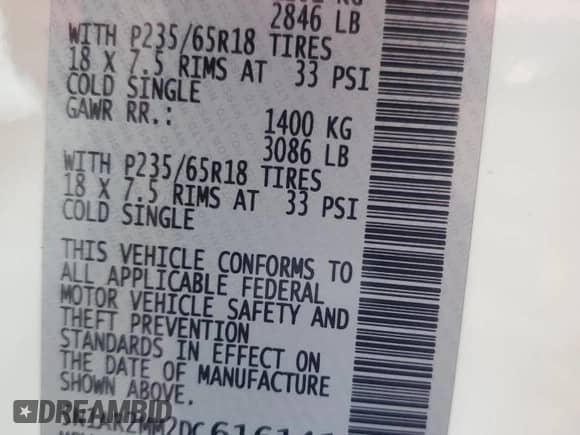 2846 LB
WITH P235/65R18 TIRES
18 X 7.5 RIMS AT 33 PSI
COLD SINGLE
GAWR RR.: 1400 KG
3086 LB
WITH P235/65R18 TIRES
18 X 7.5 RIMS AT 33 PSI
COLD SINGLE
THIS VEHICLE CONFORMS TO
ALL APPLICABLE FEDERAL
MOTOR VEHICLE SAFETY AND
THEFT PREVENTION
STANDARDS IN EFFECT ON
THE DATE OF MANUFACTURE
SHOWN ABOVE.
DREAMBID